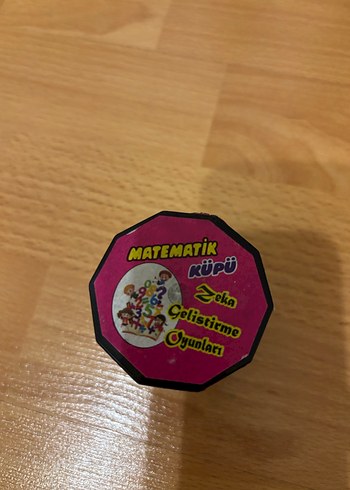 MATEMATİK
KÜPÜ
Zeka
Geliştirme
Oyunları